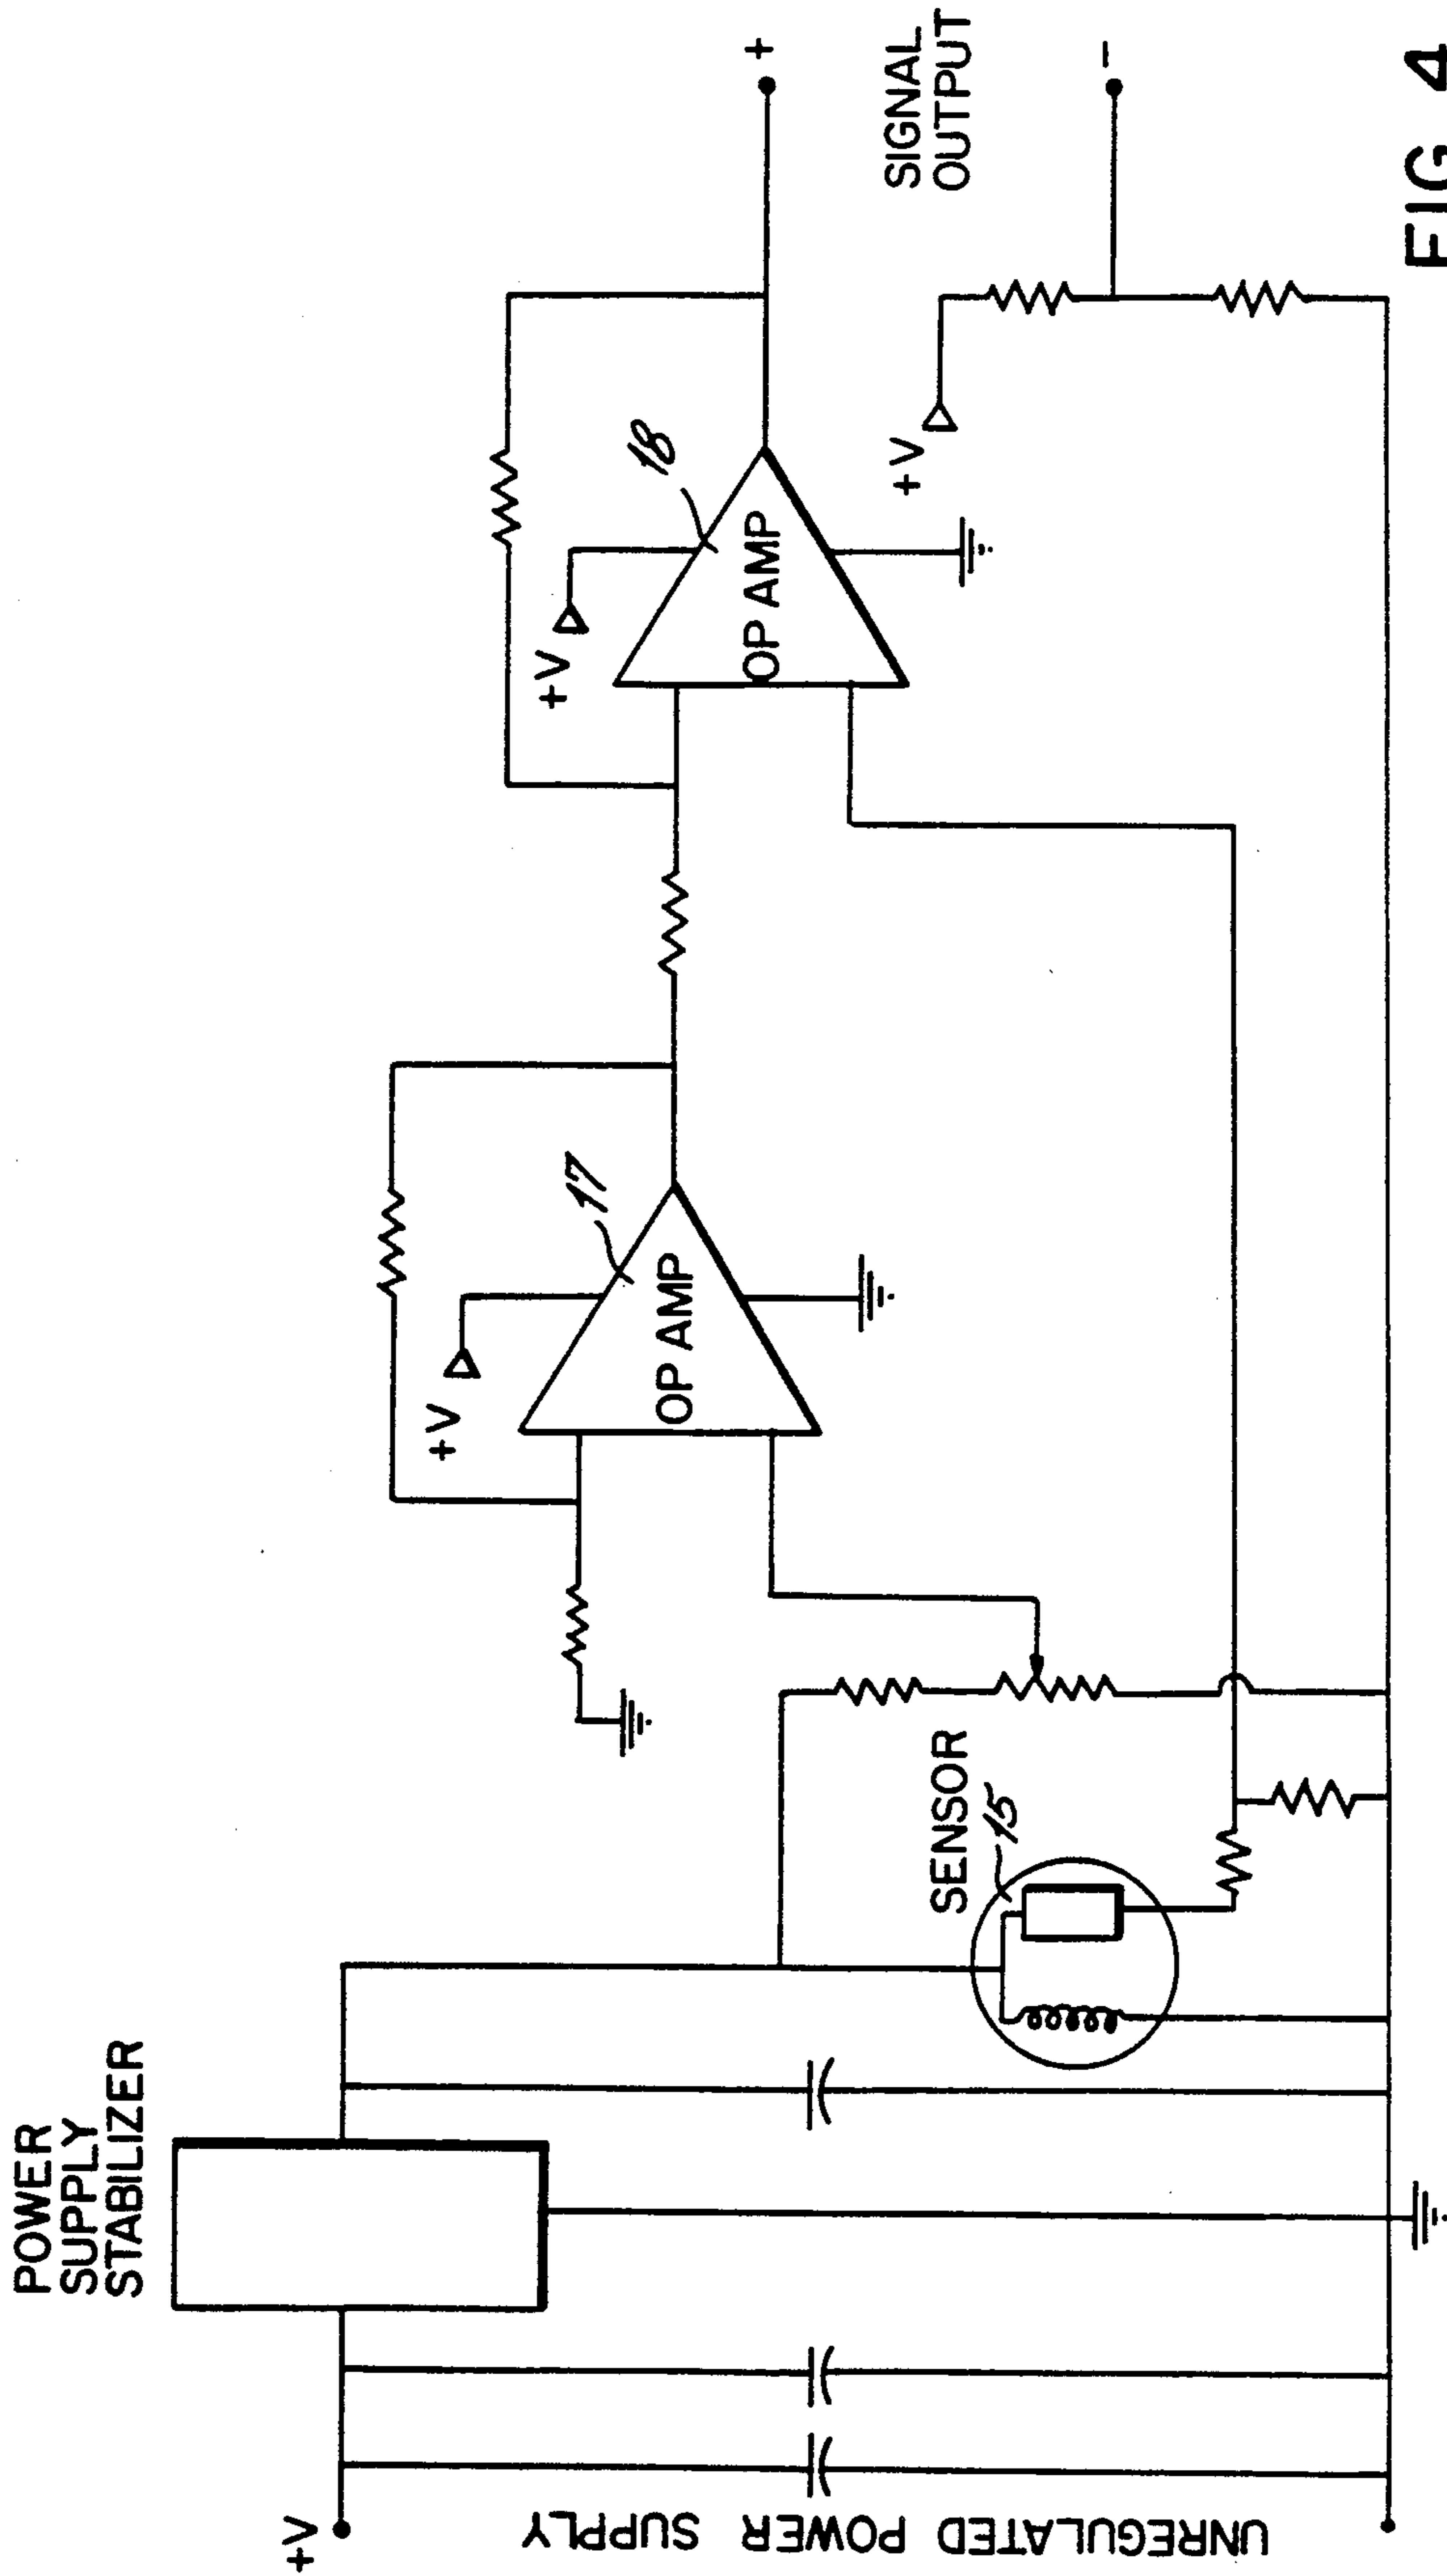 POWER
SUPPLY
STABILIZER
+V
UNREGULATED POWER SUPPLY
SENSOR
15
+V
OP AMP
17
+V
OP AMP
18
+V
+
SIGNAL
OUTPUT
-
FIG. 4